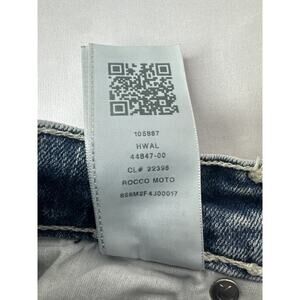 105887
HWAL
44847-00
CL# 22398
ROCCO MOTO